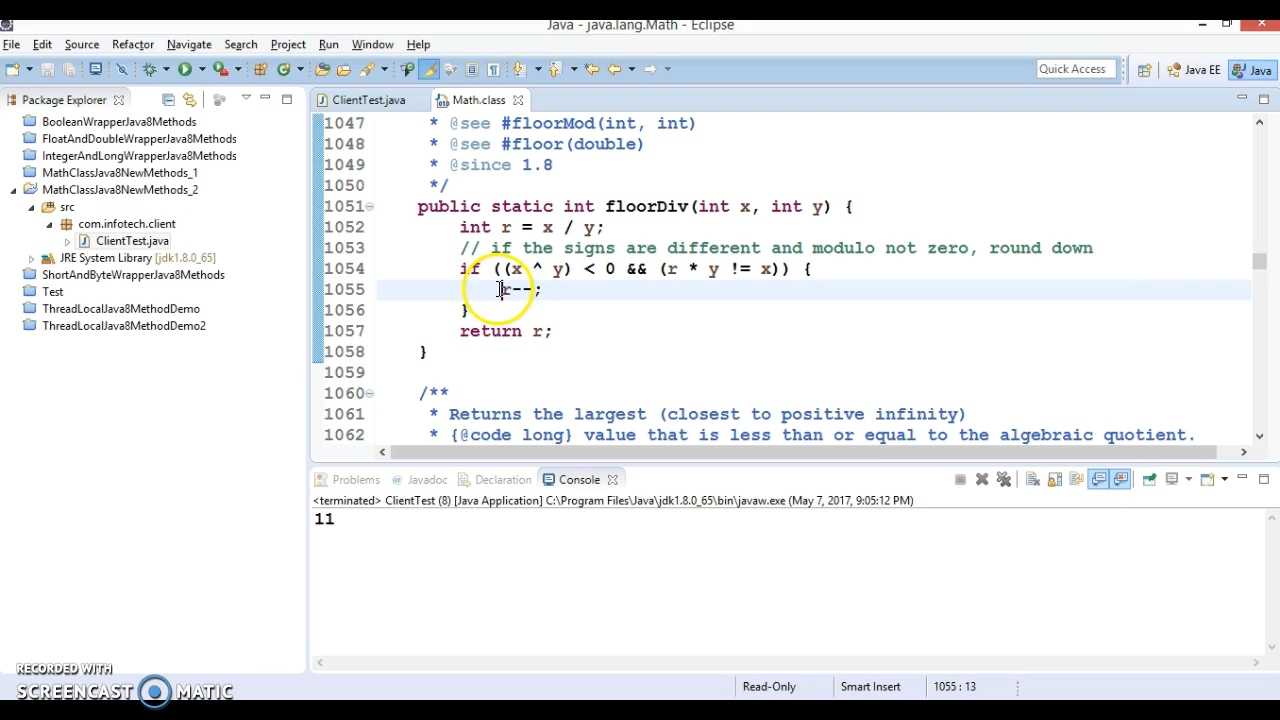 Java - java.lang.Math - Eclipse
File Edit Source Refactor Navigate Search Project Run Window Help
Quick Access Java EE Java
Package Explorer
BooleanWrapperJava8Methods
FloatAndDoubleWrapperJava8Methods
IntegerAndLongWrapperJava8Methods
MathClassJava8NewMethods_1
MathClassJava8NewMethods_2
src
com.infotech.client
ClientTest.java
JRE System Library [jdk1.8.0_65]
ShortAndByteWrapperJava8Methods
Test
ThreadLocalJava8MethodDemo
ThreadLocalJava8MethodDemo2
ClientTest.java Math.class
1047 * @see #floorMod(int, int)
1048 * @see #floor(double)
1049 * @since 1.8
1050 */
1051 public static int floorDiv(int x, int y) {
1052 int r = x / y;
1053 // if the signs are different and modulo not zero, round down
1054 if ((x ^ y) < 0 && (r * y != x)) {
1055 r--;
1056 }
1057 return r;
1058 }
1059
1060 /**
1061 * Returns the largest (closest to positive infinity)
1062 * {@code long} value that is less than or equal to the algebraic quotient.
Problems Javadoc Declaration Console
<terminated> ClientTest (8) [Java Application] C:\Program Files\Java\jdk1.8.0_65\bin\javaw.exe (May 7, 2017, 9:05:12 PM)
11
Read-Only Smart Insert 1055 : 13
RECORDED WITH
SCREENCAST MATIC